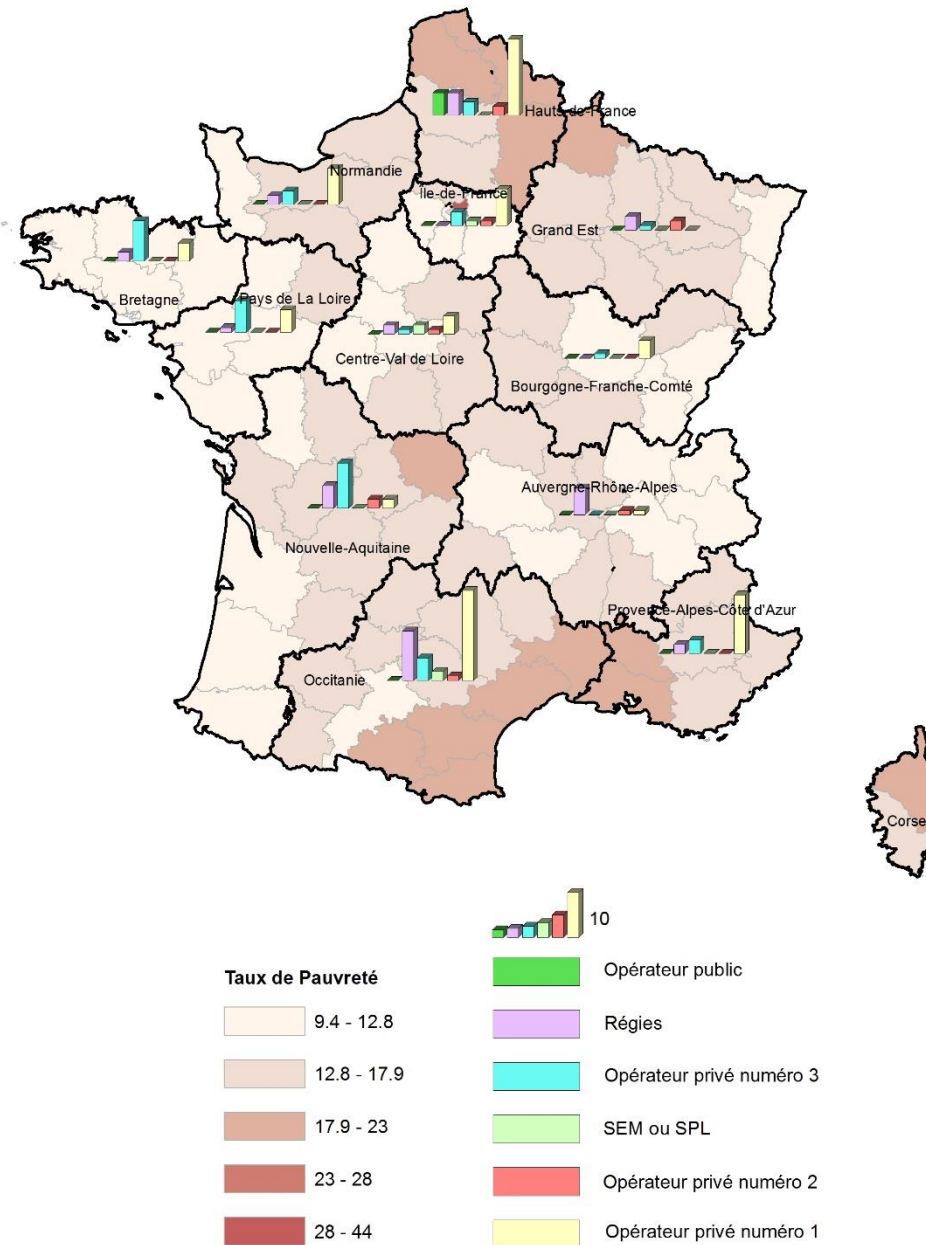 Hauts-de-France
Normandie
Île-de-France
Grand Est
Bretagne
Pays de La Loire
Centre-Val de Loire
Bourgogne-Franche-Comté
Auvergne-Rhône-Alpes
Nouvelle-Aquitaine
Provence-Alpes-Côte d'Azur
Occitanie
Corse
10
Taux de Pauvreté
9.4 - 12.8
12.8 - 17.9
17.9 - 23
23 - 28
28 - 44
Opérateur public
Régies
Opérateur privé numéro 3
SEM ou SPL
Opérateur privé numéro 2
Opérateur privé numéro 1